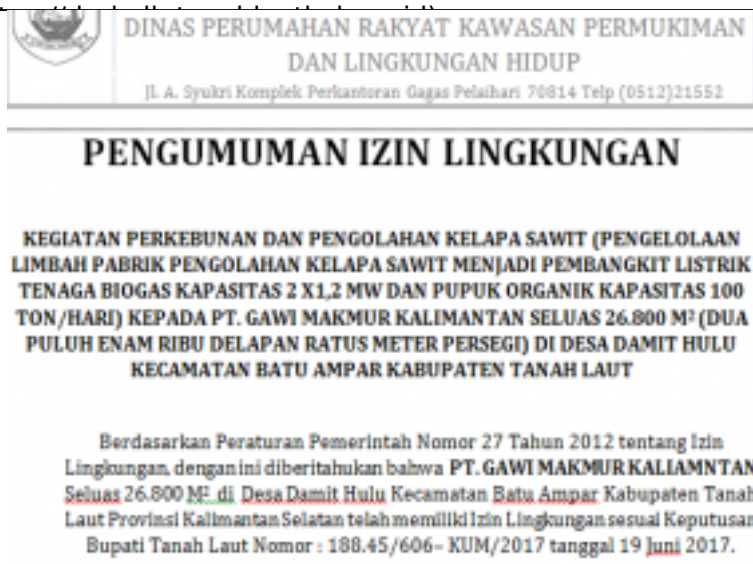 DINAS PERUMAHAN RAKYAT KAWASAN PERMUKIMAN
DAN LINGKUNGAN HIDUP
Jl. A. Syukri Komplek Perkantoran Gagas Pelaihari 70814 Telp (0512)21552
PENGUMUMAN IZIN LINGKUNGAN
KEGIATAN PERKEBUNAN DAN PENGOLAHAN KELAPA SAWIT (PENGELOLAAN
LIMBAH PABRIK PENGOLAHAN KELAPA SAWIT MENJADI PEMBANGKIT LISTRIK
TENAGA BIOGAS KAPASITAS 2 X1,2 MW DAN PUPUK ORGANIK KAPASITAS 100
TON/HARI) KEPADA PT. GAWI MAKMUR KALIMANTAN SELUAS 26.800 M² (DUA
PULUH ENAM RIBU DELAPAN RATUS METER PERSEGI) DI DESA DAMIT HULU
KECAMATAN BATU AMPAR KABUPATEN TANAH LAUT
Berdasarkan Peraturan Pemerintah Nomor 27 Tahun 2012 tentang Izin
Lingkungan, dengan ini diberitahukan bahwa PT. GAWI MAKMUR KALIAMNTAN
Seluas 26.800 M² di Desa Damit Hulu Kecamatan Batu Ampar Kabupaten Tanah
Laut Provinsi Kalimantan Selatan telah memiliki Izin Lingkungan sesuai Keputusan
Bupati Tanah Laut Nomor : 188.45/606– KUM/2017 tanggal 19 Juni 2017.